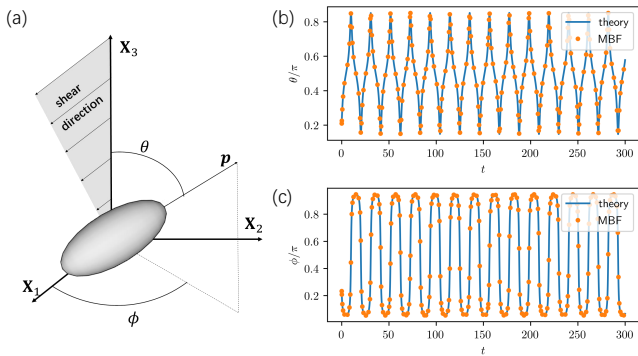 (a)
X₃
shear
direction
θ
p
X₂
X₁
ϕ
(b)
theory
MBF
θ/π
0.8
0.6
0.4
0.2
0 50 100 150 200 250 300
t
(c)
theory
MBF
ϕ/π
0.8
0.6
0.4
0.2
0 50 100 150 200 250 300
t